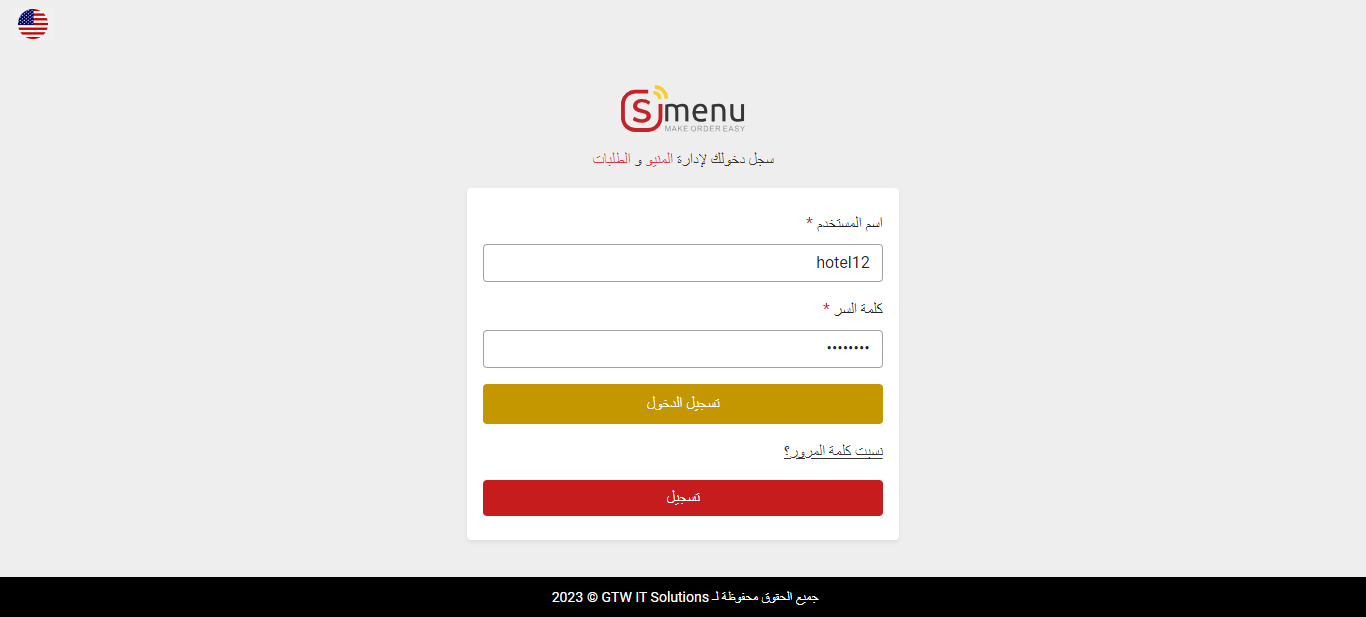 Smenu
MAKE ORDER EASY
سجل دخولك لإدارة المنيو و الطلبات
اسم المستخدم *
hotel12
كلمة السر *
••••••••
تسجيل الدخول
نسيت كلمة المرور؟
تسجيل
جميع الحقوق محفوظة لـ GTW IT Solutions © 2023